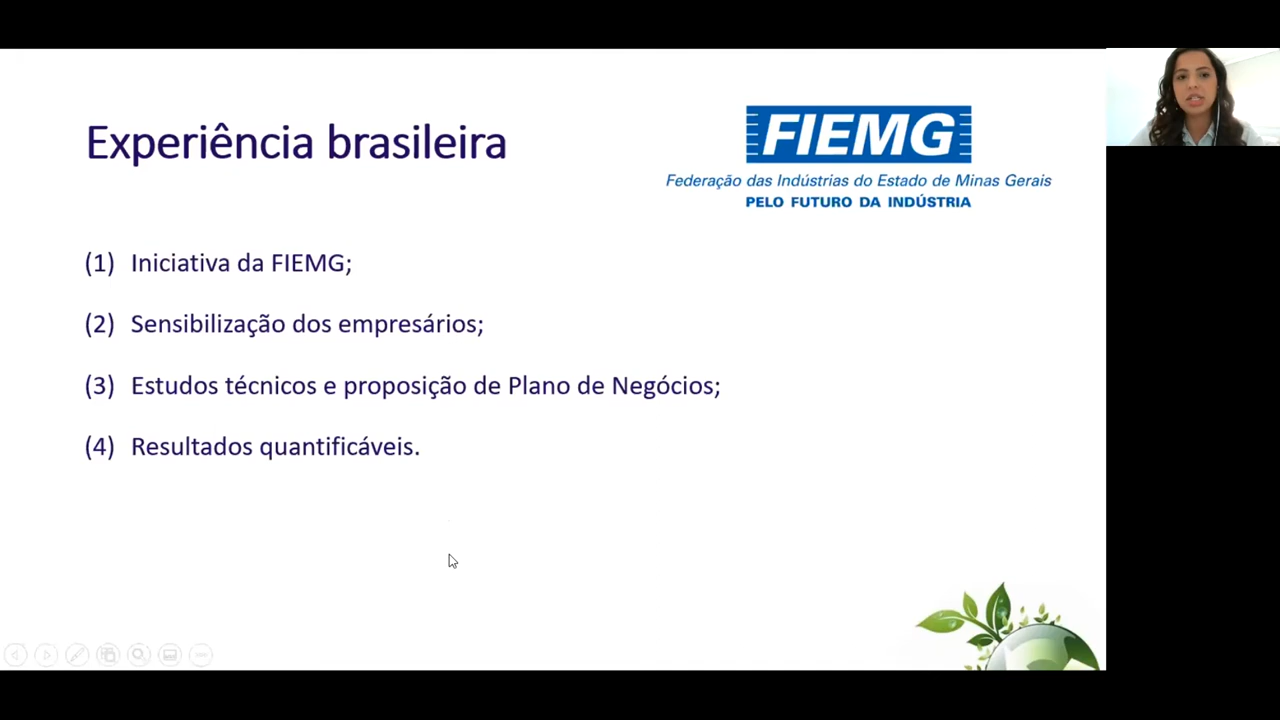 Experiência brasileira
FIEMG
Federação das Indústrias do Estado de Minas Gerais
PELO FUTURO DA INDÚSTRIA
(1) Iniciativa da FIEMG;
(2) Sensibilização dos empresários;
(3) Estudos técnicos e proposição de Plano de Negócios;
(4) Resultados quantificáveis.